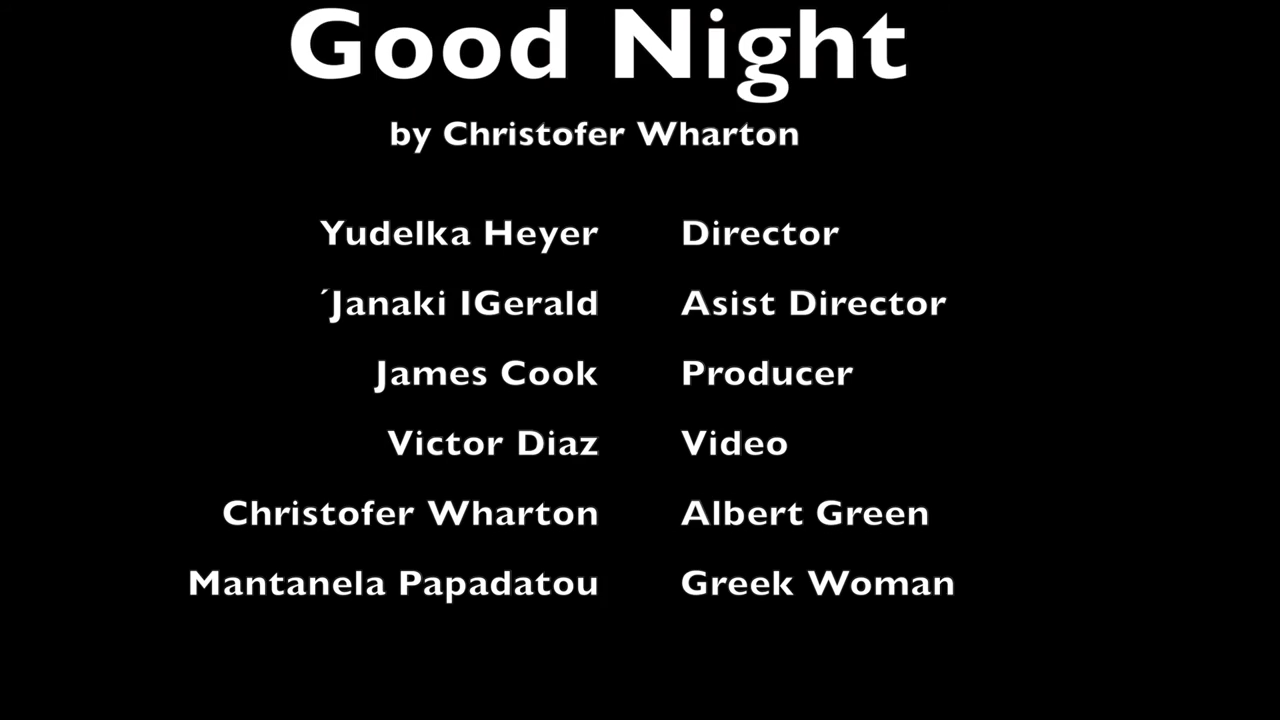 Good Night
by Christofer Wharton
Yudelka Heyer Director
´Janaki IGerald Asist Director
James Cook Producer
Victor Diaz Video
Christofer Wharton Albert Green
Mantanela Papadatou Greek Woman